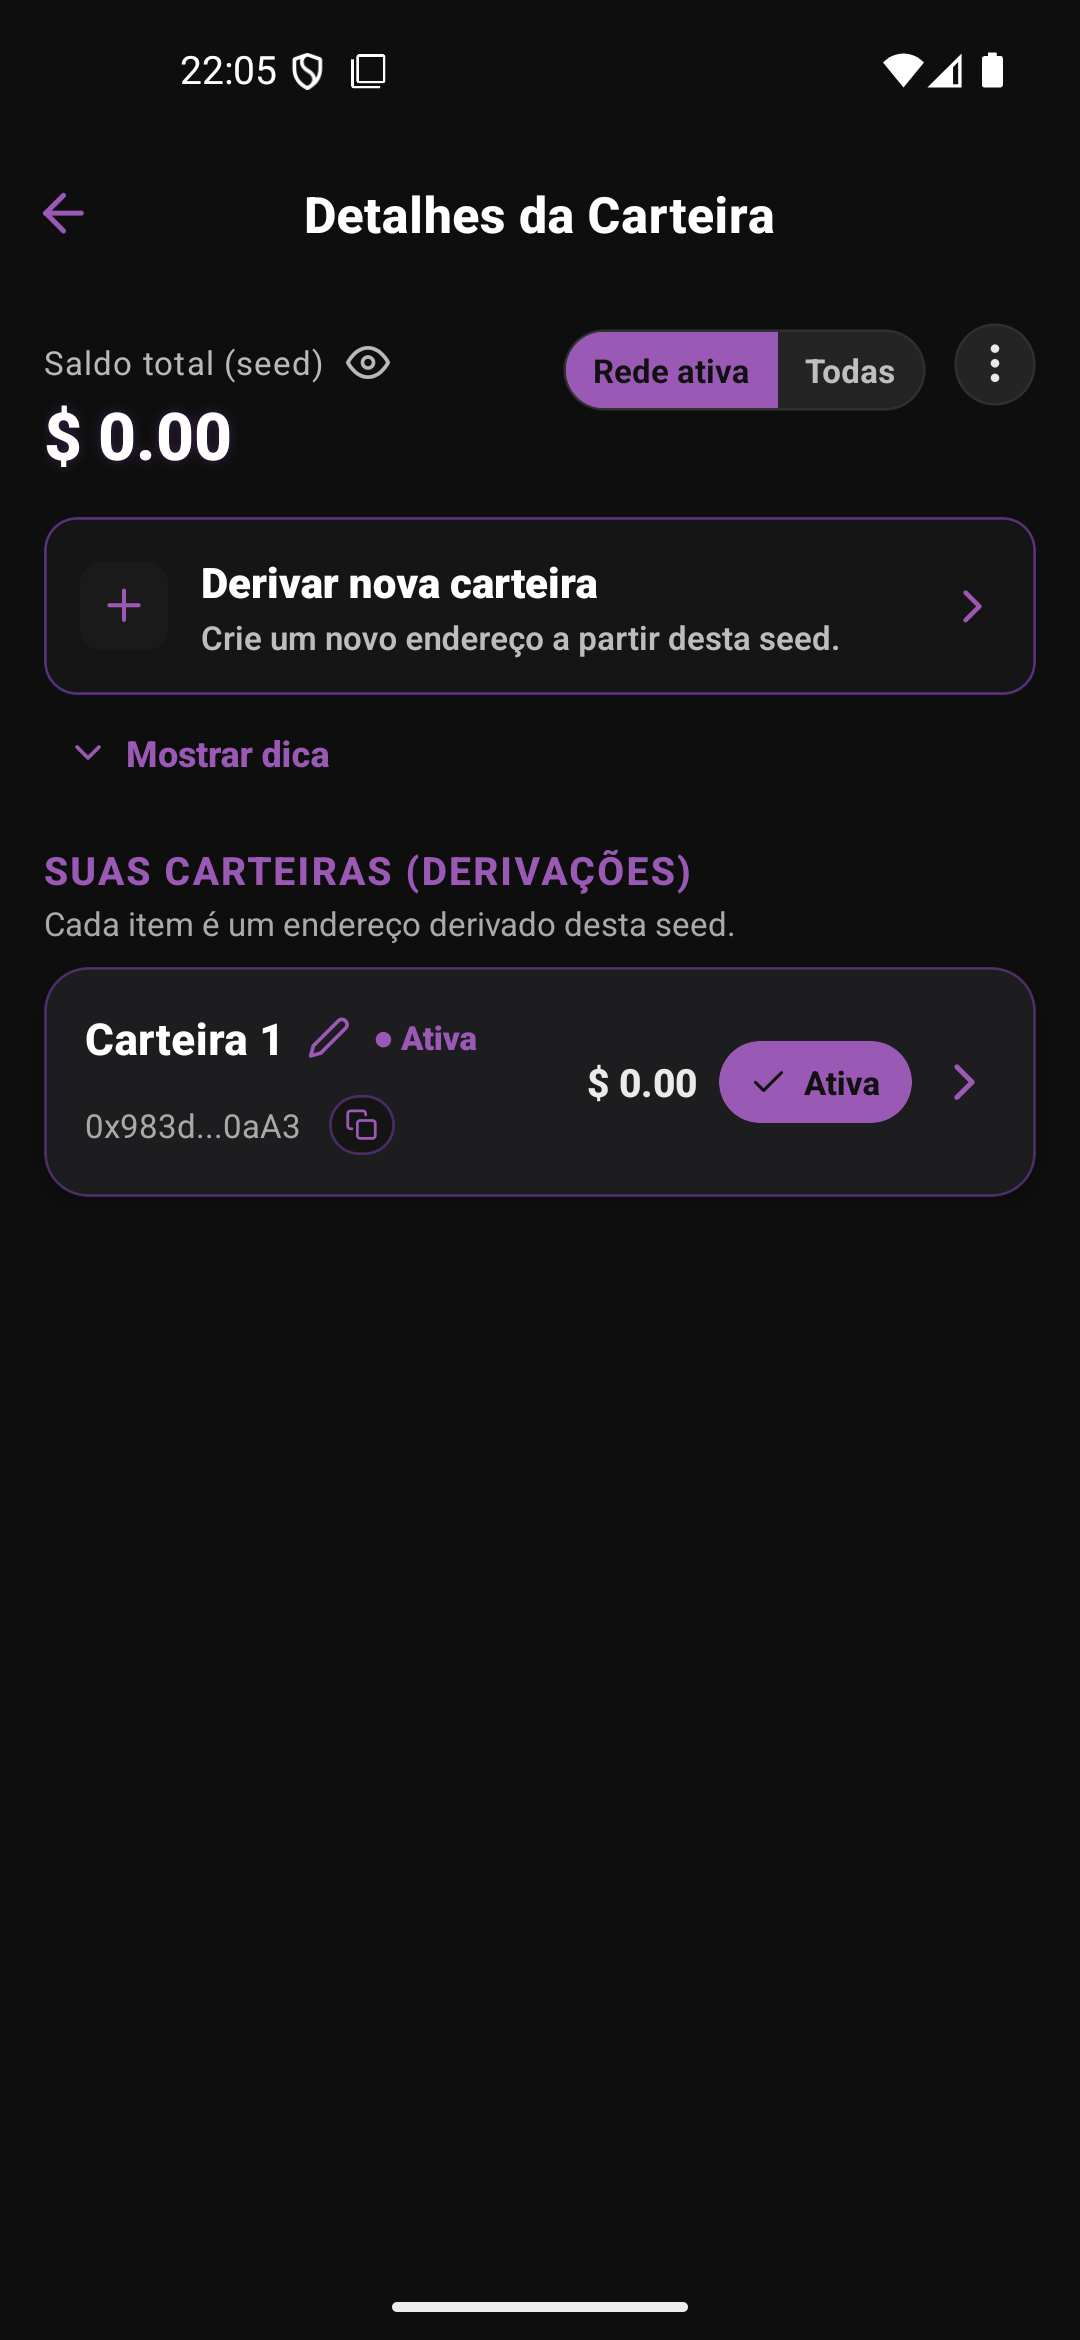 22:05
Detalhes da Carteira
Saldo total (seed)
Rede ativa
Todas
$ 0.00
Derivar nova carteira
Crie um novo endereço a partir desta seed.
Mostrar dica
SUAS CARTEIRAS (DERIVAÇÕES)
Cada item é um endereço derivado desta seed.
Carteira 1
Ativa
$ 0.00
Ativa
0x983d...0aA3